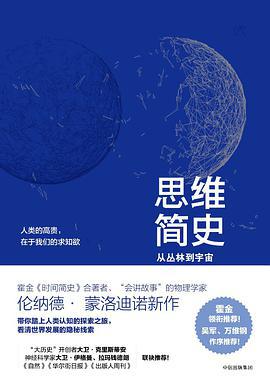 人类的高贵，
在于我们的求知欲
思维
简史
从丛林到宇宙
霍金《时间简史》合著者、“会讲故事”的物理学家
伦纳德·蒙洛迪诺新作
带你踏上人类认知的探索之旅，
看清世界发展的隐秘线索
“大历史”开创者大卫·克里斯蒂安
神经科学家大卫·伊格曼、拉玛钱德朗
《自然》《华尔街日报》《出版人周刊》
联袂推荐！
霍金
领衔推荐！
吴军、万维钢
作序推荐！
中信出版集团